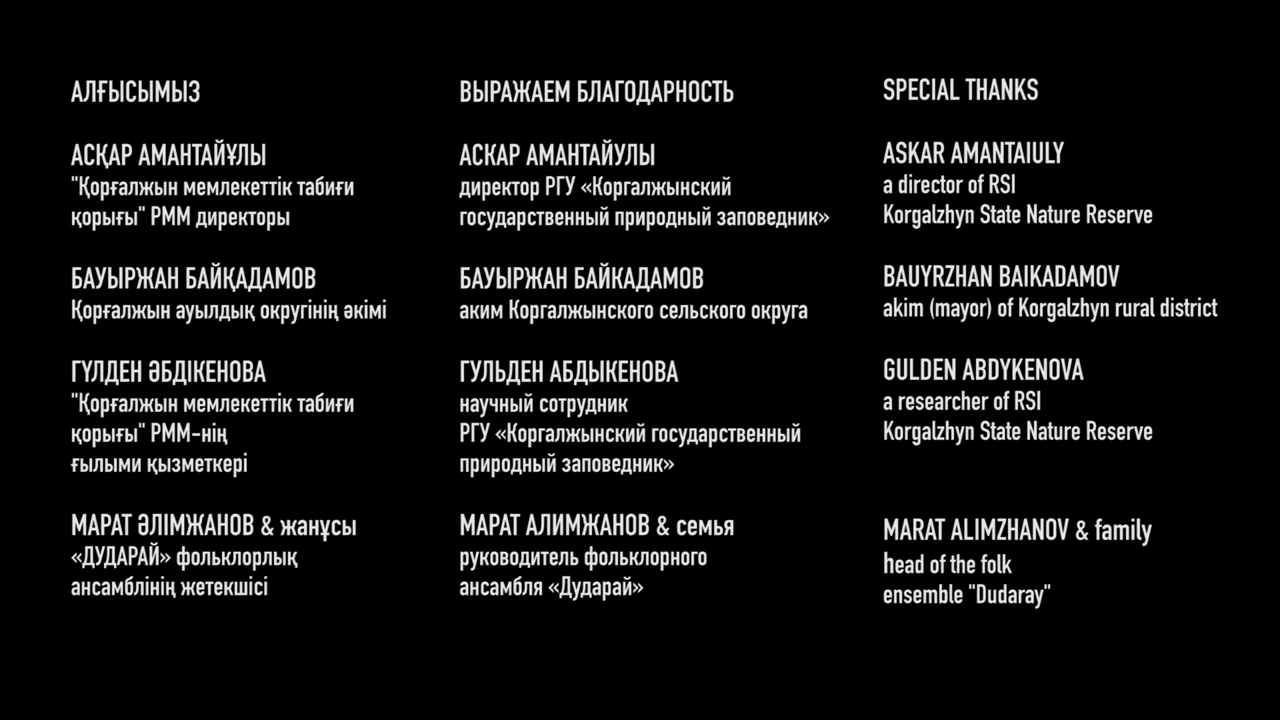 АЛҒЫСЫМЫЗ
АСҚАР АМАНТАЙҰЛЫ
"Қорғалжын мемлекеттік табиғи
қорығы" РММ директоры
БАУЫРЖАН БАЙҚАДАМОВ
Қорғалжын ауылдық округінің әкімі
ГҮЛДЕН ӘБДІКЕНОВА
"Қорғалжын мемлекеттік табиғи
қорығы" РММ-нің
ғылыми қызметкері
МАРАТ ӘЛІМЖАНОВ & жанұсы
«ДУДАРАЙ» фольклорлық
ансамблінің жетекшісі
ВЫРАЖАЕМ БЛАГОДАРНОСТЬ
АСКАР АМАНТАЙУЛЫ
директор РГУ «Коргалжынский
государственный природный заповедник»
БАУЫРЖАН БАЙКАДАМОВ
аким Коргалжынского сельского округа
ГУЛЬДЕН АБДЫКЕНОВА
научный сотрудник
РГУ «Коргалжынский государственный
природный заповедник»
МАРАТ АЛИМЖАНОВ & семья
руководитель фольклорного
ансамбля «Дударай»
SPECIAL THANKS
ASKAR AMANTAIULY
a director of RSI
Korgalzhyn State Nature Reserve
BAUYRZHAN BAIKADAMOV
akim (mayor) of Korgalzhyn rural district
GULDEN ABDYKENOVA
a researcher of RSI
Korgalzhyn State Nature Reserve
MARAT ALIMZHANOV & family
head of the folk
ensemble "Dudaray"